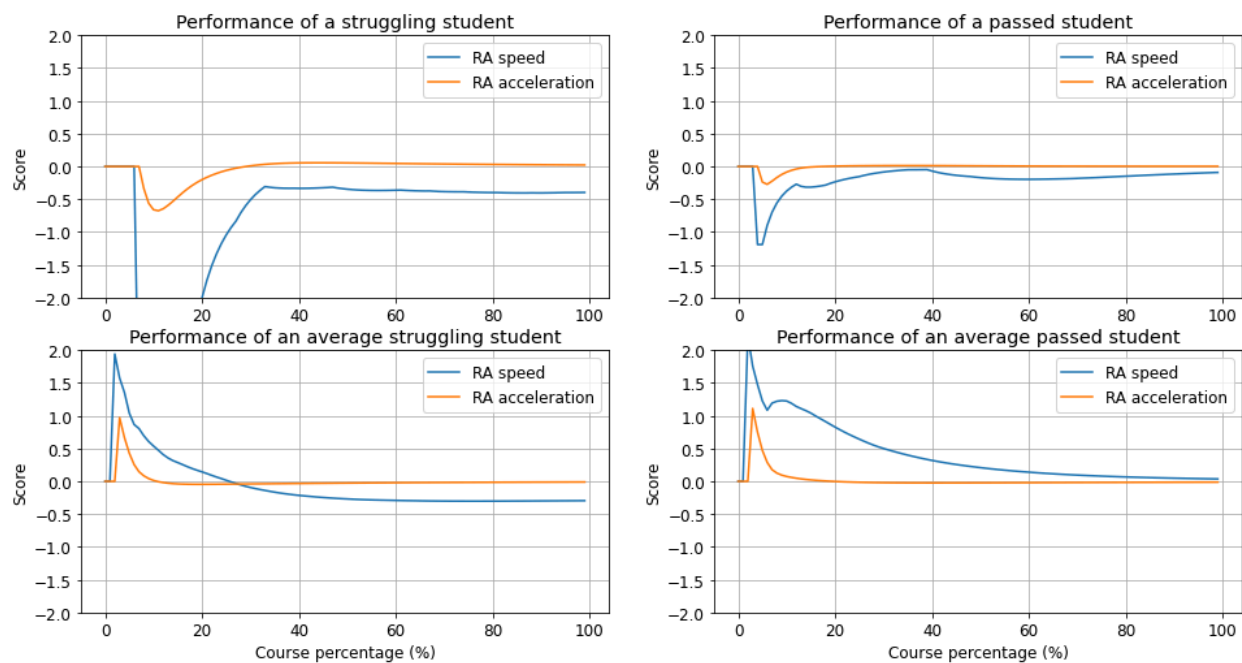 Performance of a struggling student
2.0
1.5
1.0
0.5
0.0
−0.5
−1.0
−1.5
−2.0
Score
0 20 40 60 80 100
RA speed
RA acceleration
Performance of a passed student
2.0
1.5
1.0
0.5
0.0
−0.5
−1.0
−1.5
−2.0
Score
0 20 40 60 80 100
RA speed
RA acceleration
Performance of an average struggling student
2.0
1.5
1.0
0.5
0.0
−0.5
−1.0
−1.5
−2.0
Score
0 20 40 60 80 100
Course percentage (%)
RA speed
RA acceleration
Performance of an average passed student
2.0
1.5
1.0
0.5
0.0
−0.5
−1.0
−1.5
−2.0
Score
0 20 40 60 80 100
Course percentage (%)
RA speed
RA acceleration